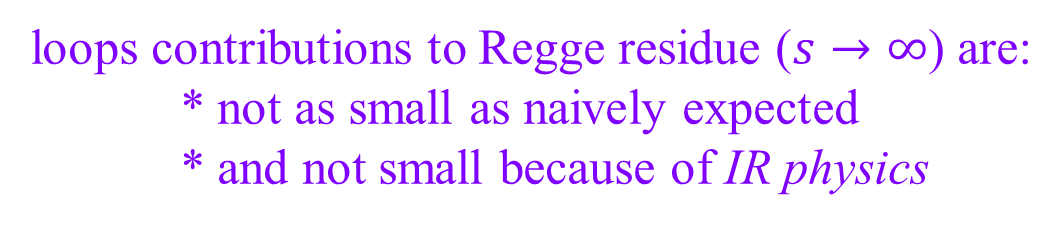 loops contributions to Regge residue (s → ∞) are:
* not as small as naively expected
* and not small because of IR physics